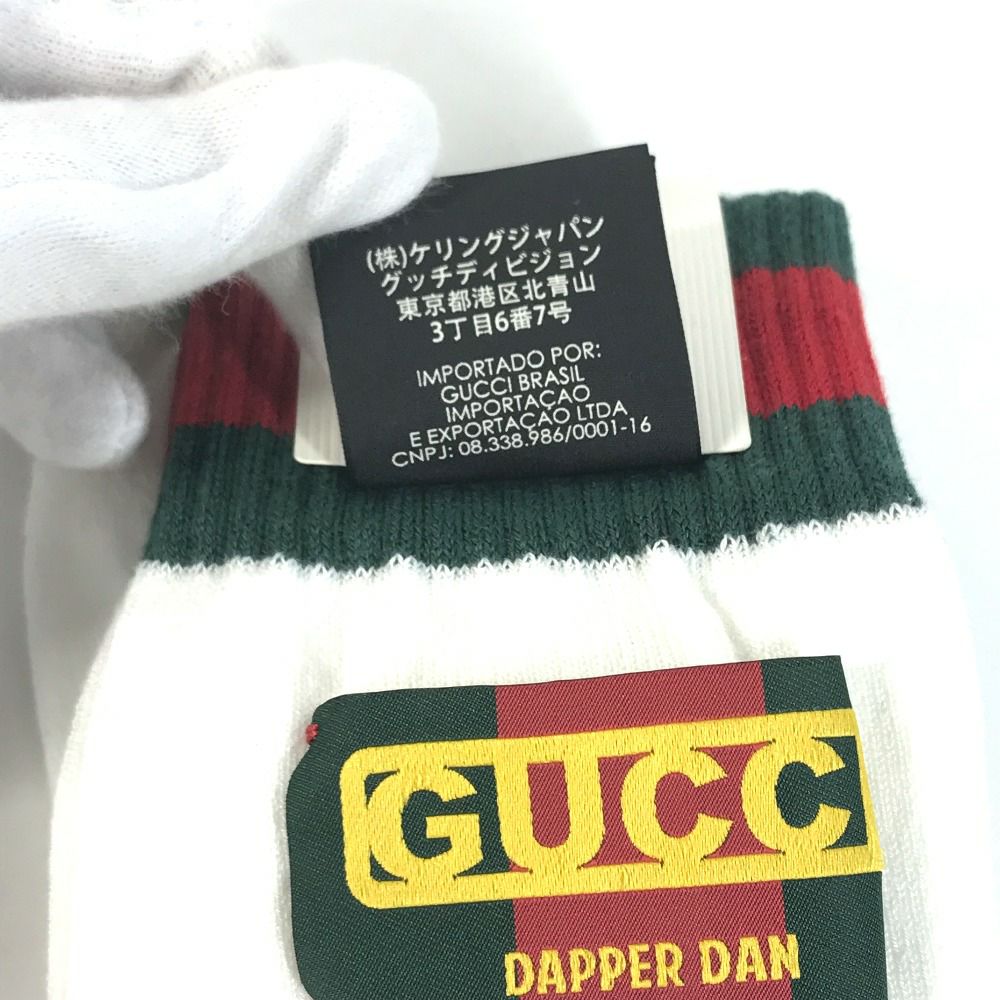 (株)ケリングジャパン
グッチディビジョン
東京都港区北青山
3丁目6番7号
IMPORTADO POR:
GUCCI BRASIL
IMPORTACAO
E EXPORTACAO LTDA
CNPJ: 08.338.986/0001-16
GUCC
DAPPER DAN